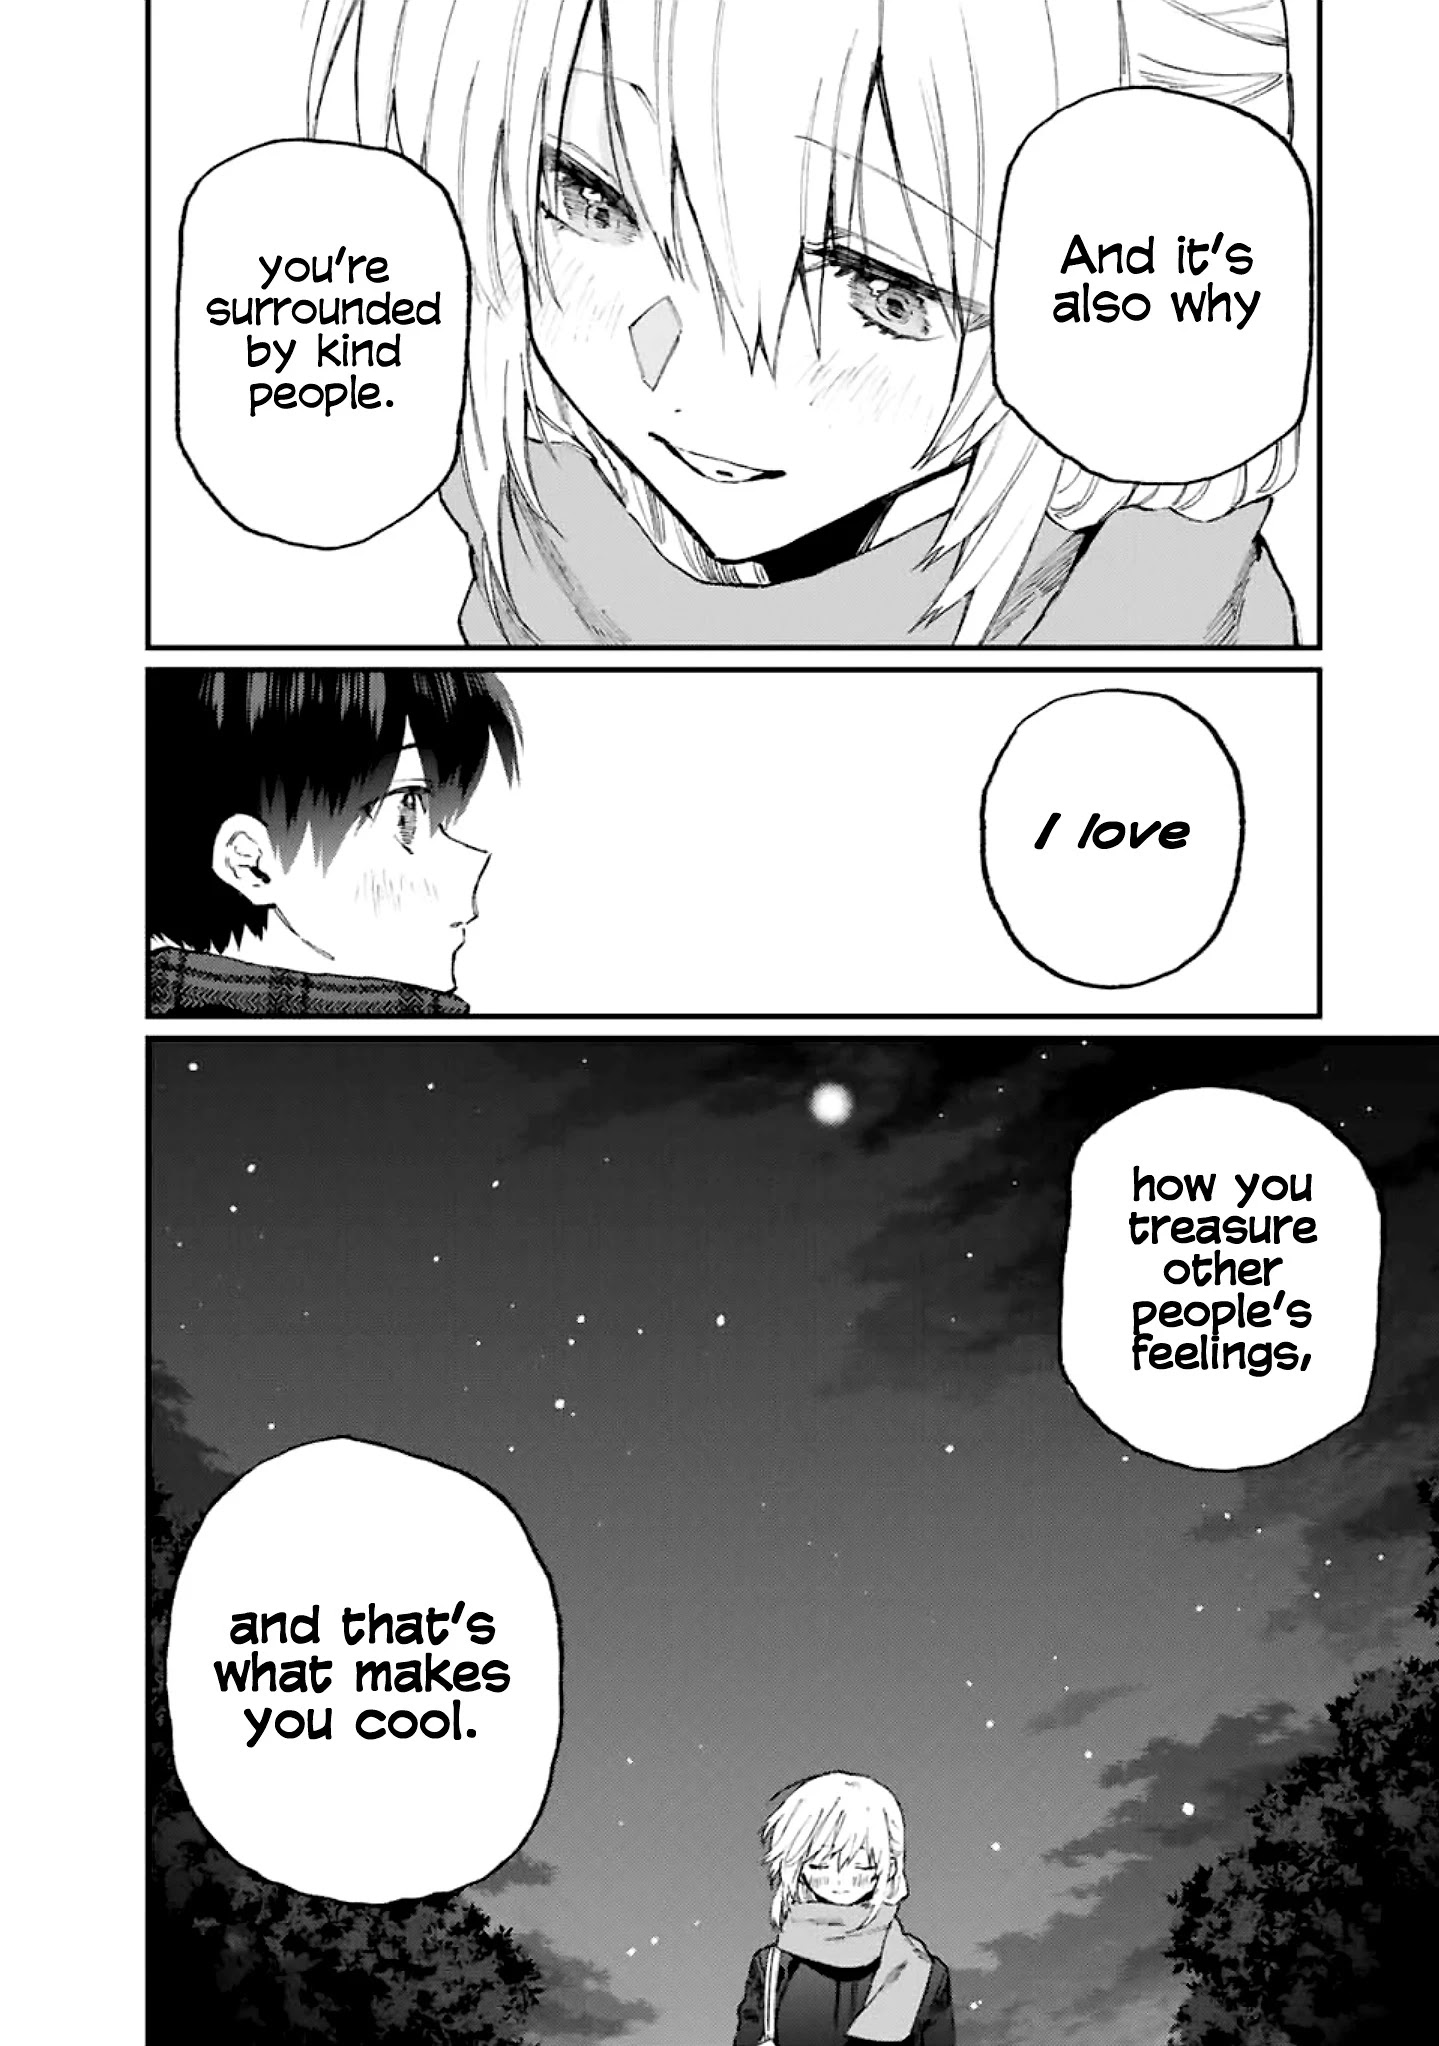 And it's
also why
you're
surrounded
by kind
people.
I love
how you
treasure
other
people's
feelings,
and that's
what makes
you cool.